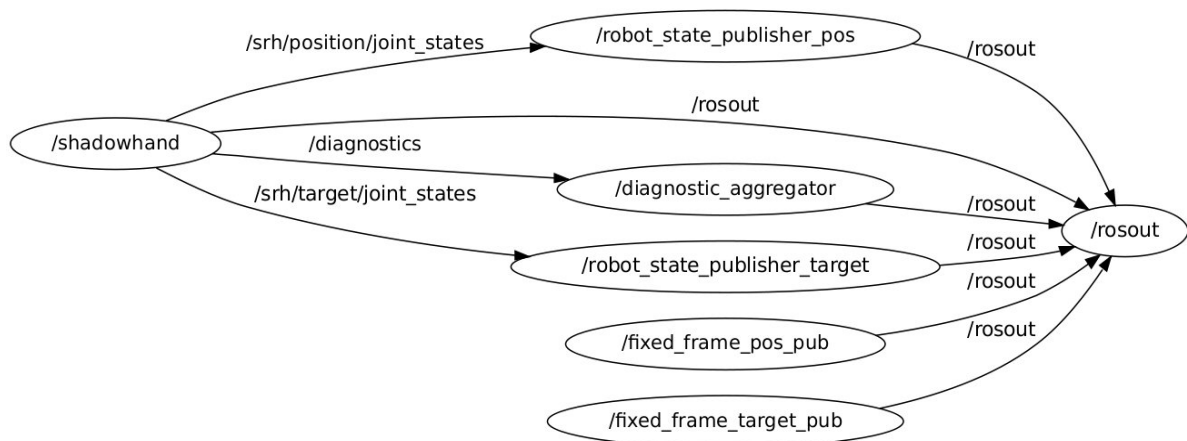 /robot_state_publisher_pos
/srh/position/joint_states
/rosout
/rosout
/shadowhand
/diagnostics
/diagnostic_aggregator
/srh/target/joint_states
/rosout
/rosout
/rosout
/robot_state_publisher_target
/rosout
/fixed_frame_pos_pub
/rosout
/fixed_frame_target_pub